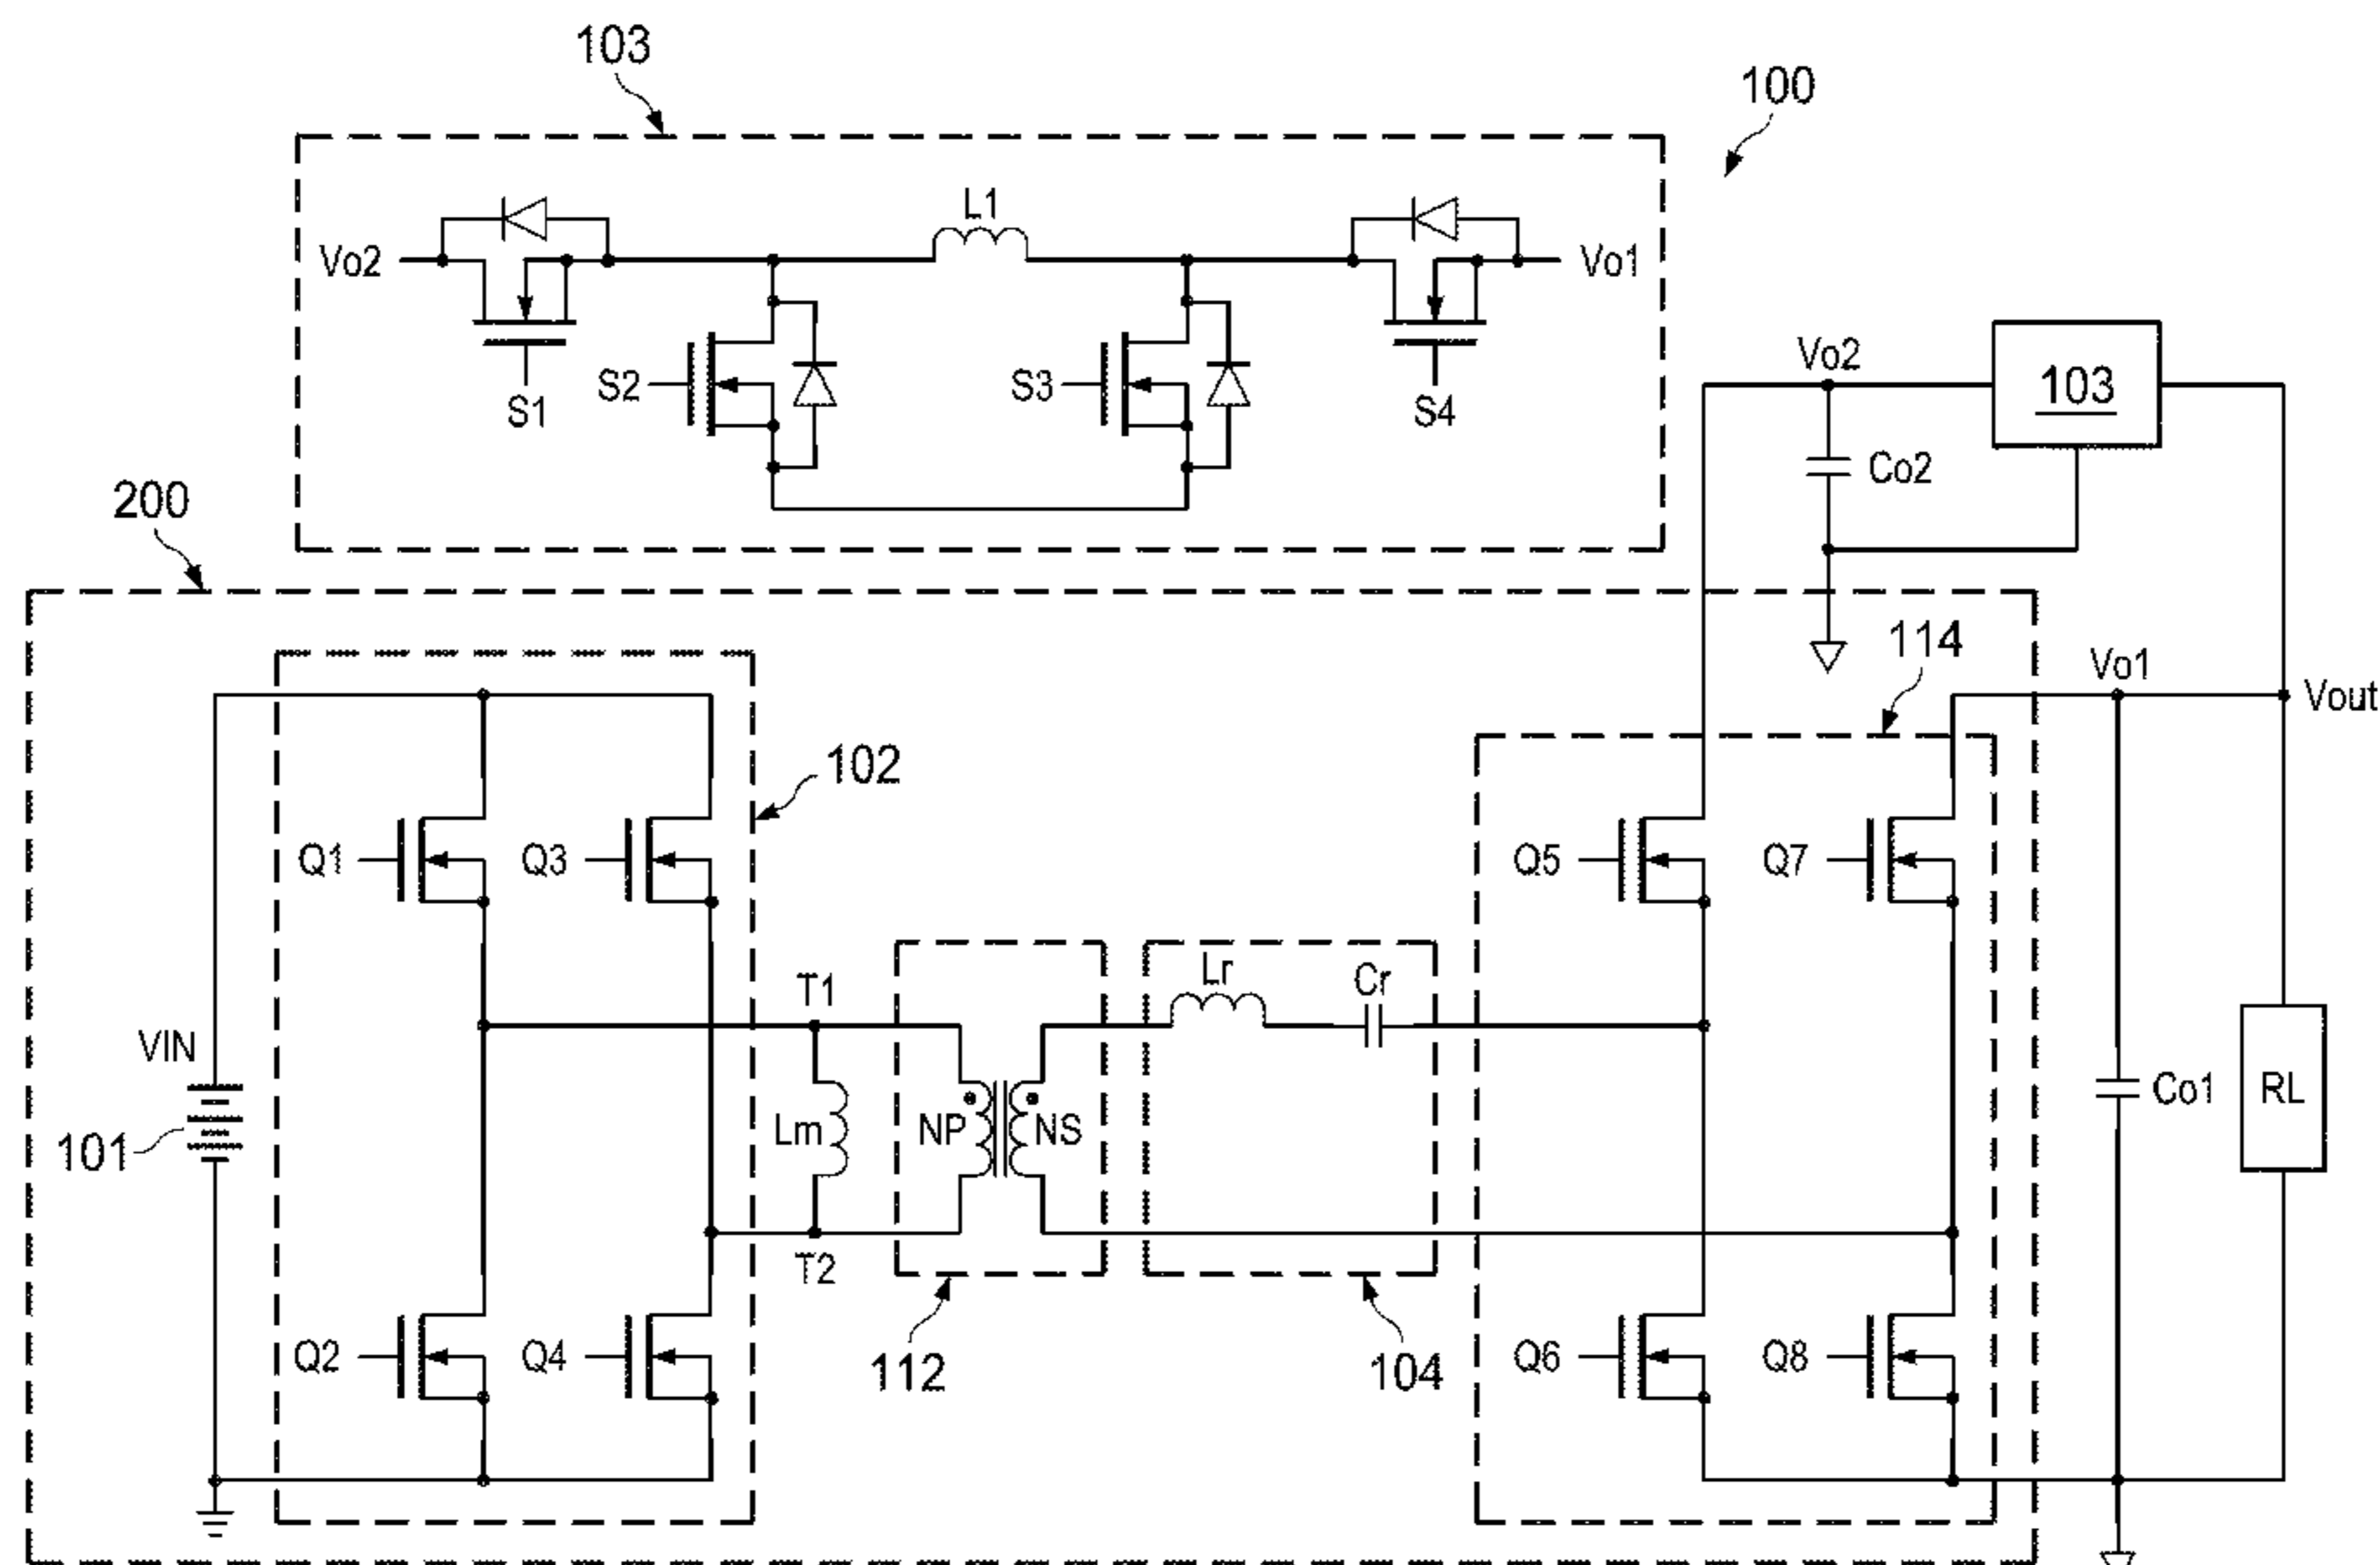 103
100
L1
Vo2
Vo1
S1
S2
S3
S4
Vo2
103
Co2
200
114
Vo1
Vout
102
Q1
Q3
Q5
Q7
T1
Lr
Cr
VIN
101
Lm
NP
NS
Co1
RL
T2
Q2
Q4
112
104
Q6
Q8